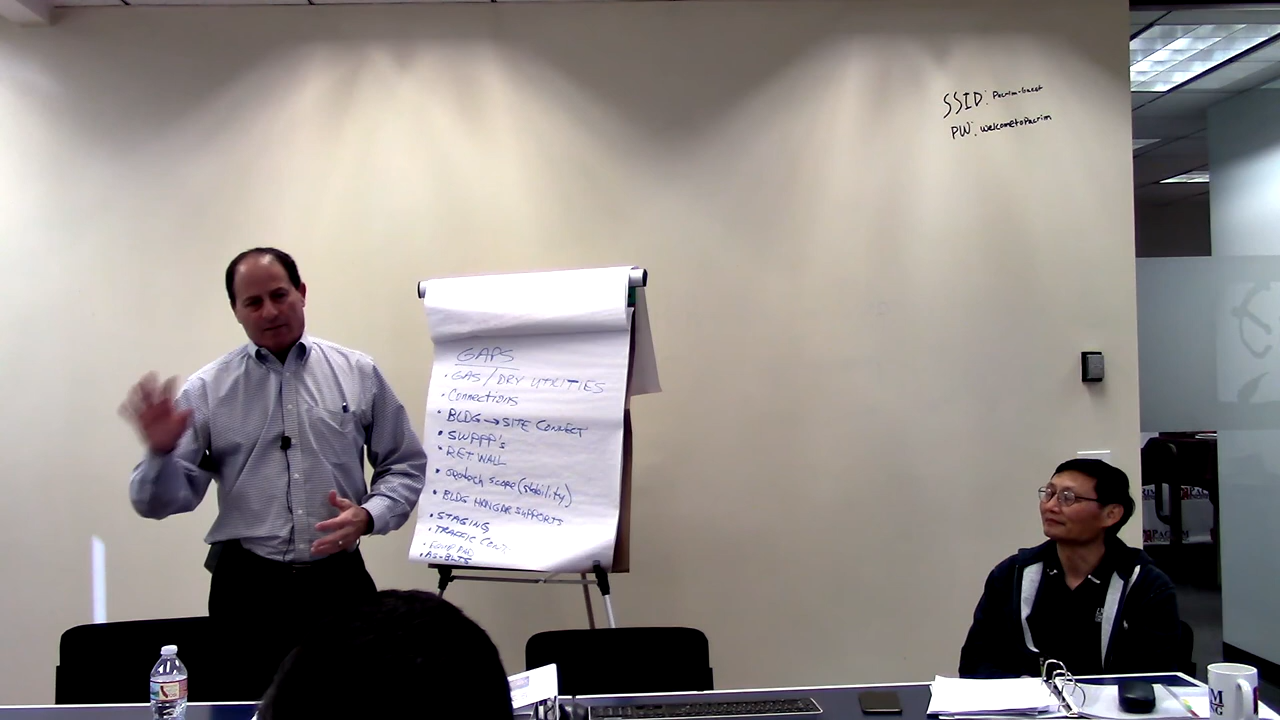 SSID: Pacrim-Guest
PW: welcometoPacrim
GAPS
• GAS/DRY UTILITIES
• Connections
• BLDG → SITE CONNECT
• SWPPP's
• RET. WALL
• Geotech scope (stability)
• BLDG HANGAR SUPPORTS
• STAGING
• TRAFFIC CONT.
• AS-BLTS
PACRIM